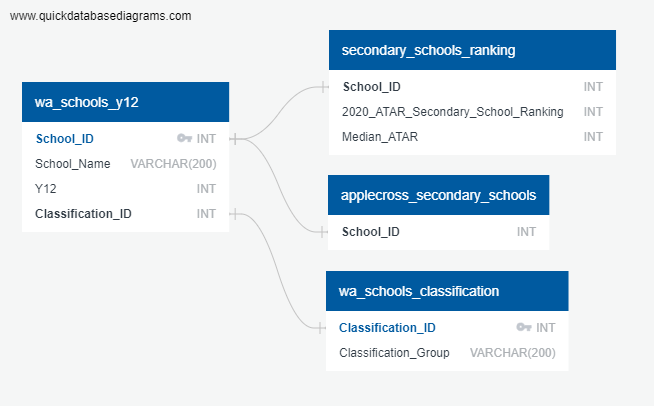 www.quickdatabasediagrams.com
wa_schools_y12
School_ID INT
School_Name VARCHAR(200)
Y12 INT
Classification_ID INT
secondary_schools_ranking
School_ID INT
2020_ATAR_Secondary_School_Ranking INT
Median_ATAR INT
applecross_secondary_schools
School_ID INT
wa_schools_classification
Classification_ID INT
Classification_Group VARCHAR(200)